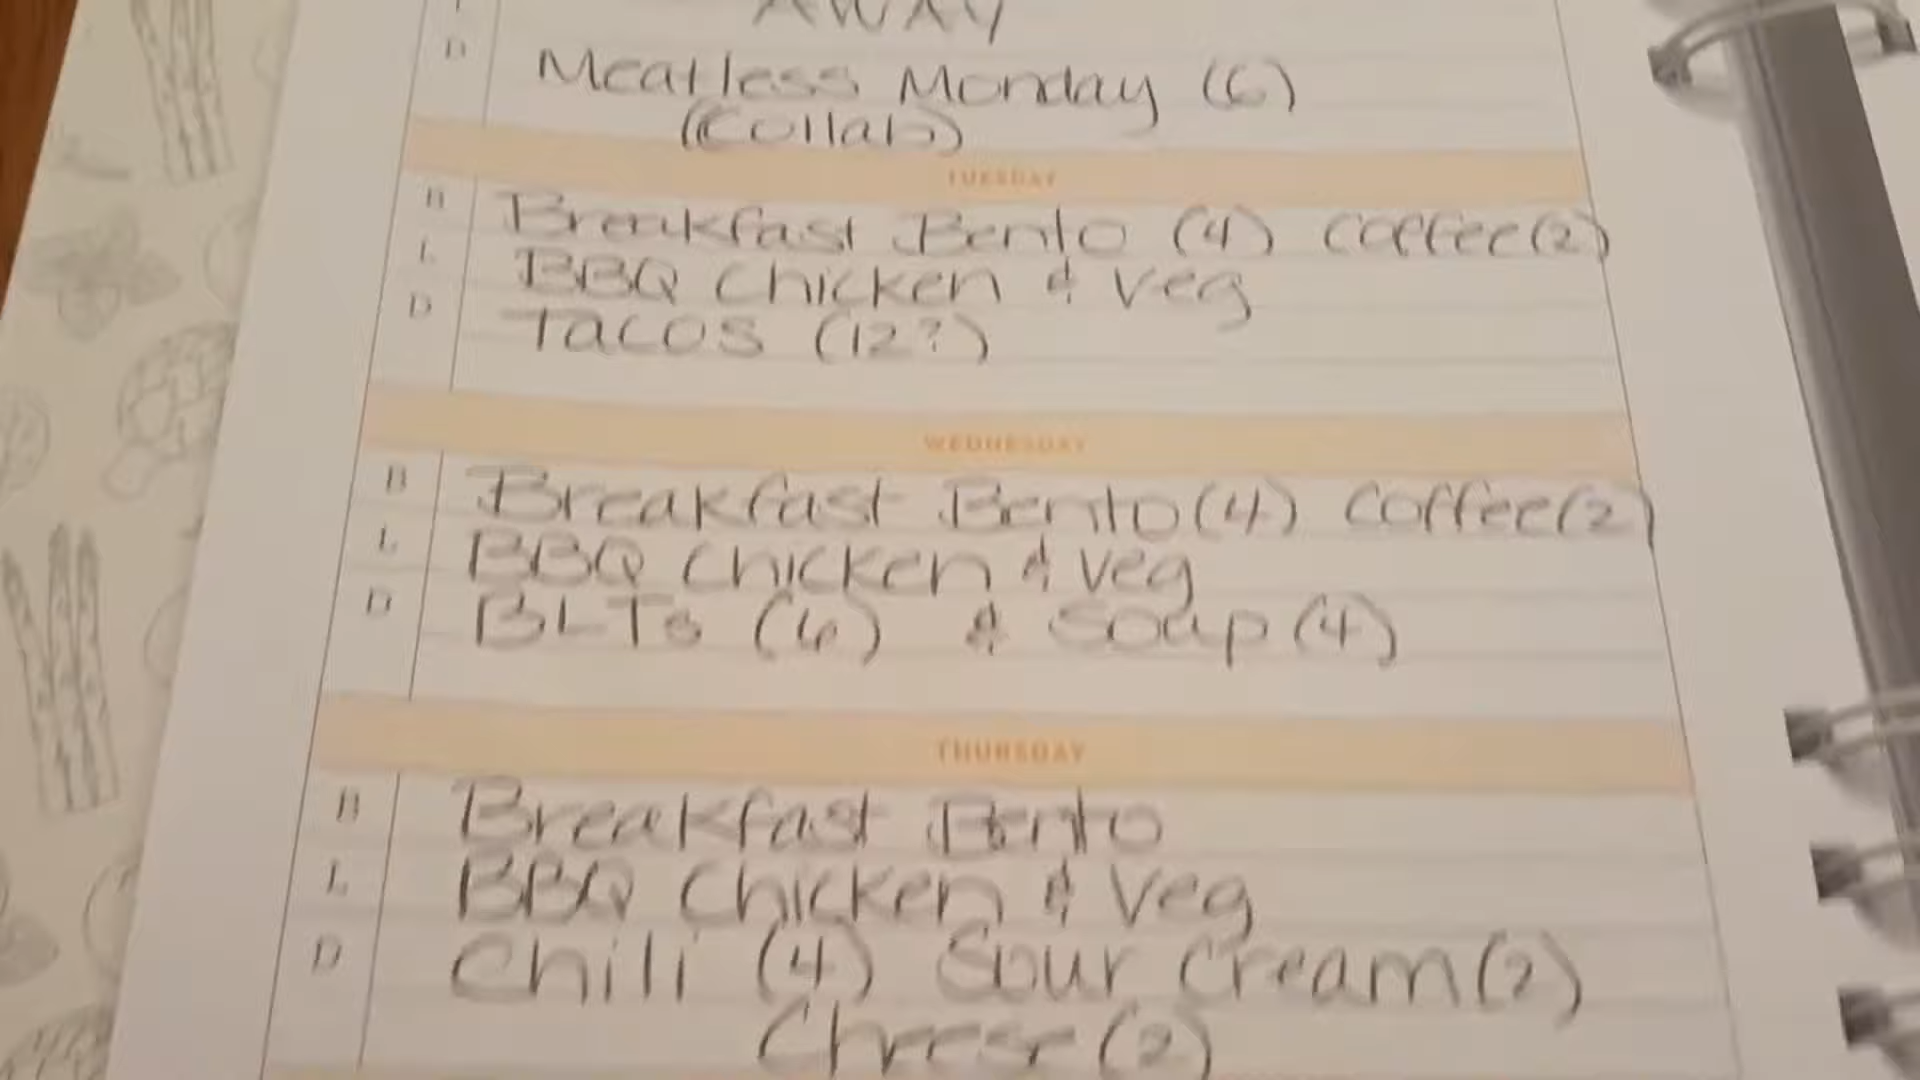 AWAY
D Meatless Monday (6)
(Collab)
TUESDAY
B Breakfast Bento (4) Coffee (2)
L BBQ Chicken & Veg
D Tacos (12?)
WEDNESDAY
B Breakfast Bento (4) Coffee (2)
L BBQ Chicken & Veg
D BLTs (6) & Soup (4)
THURSDAY
B Breakfast Bento
L BBQ Chicken & Veg
D Chili (4) Sour Cream (2)
Cheese (2)